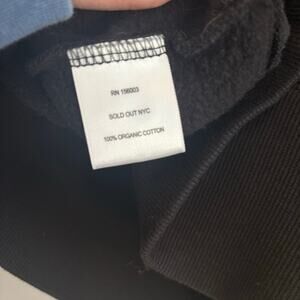 RN 156003
SOLD OUT NYC
100% ORGANIC COTTON